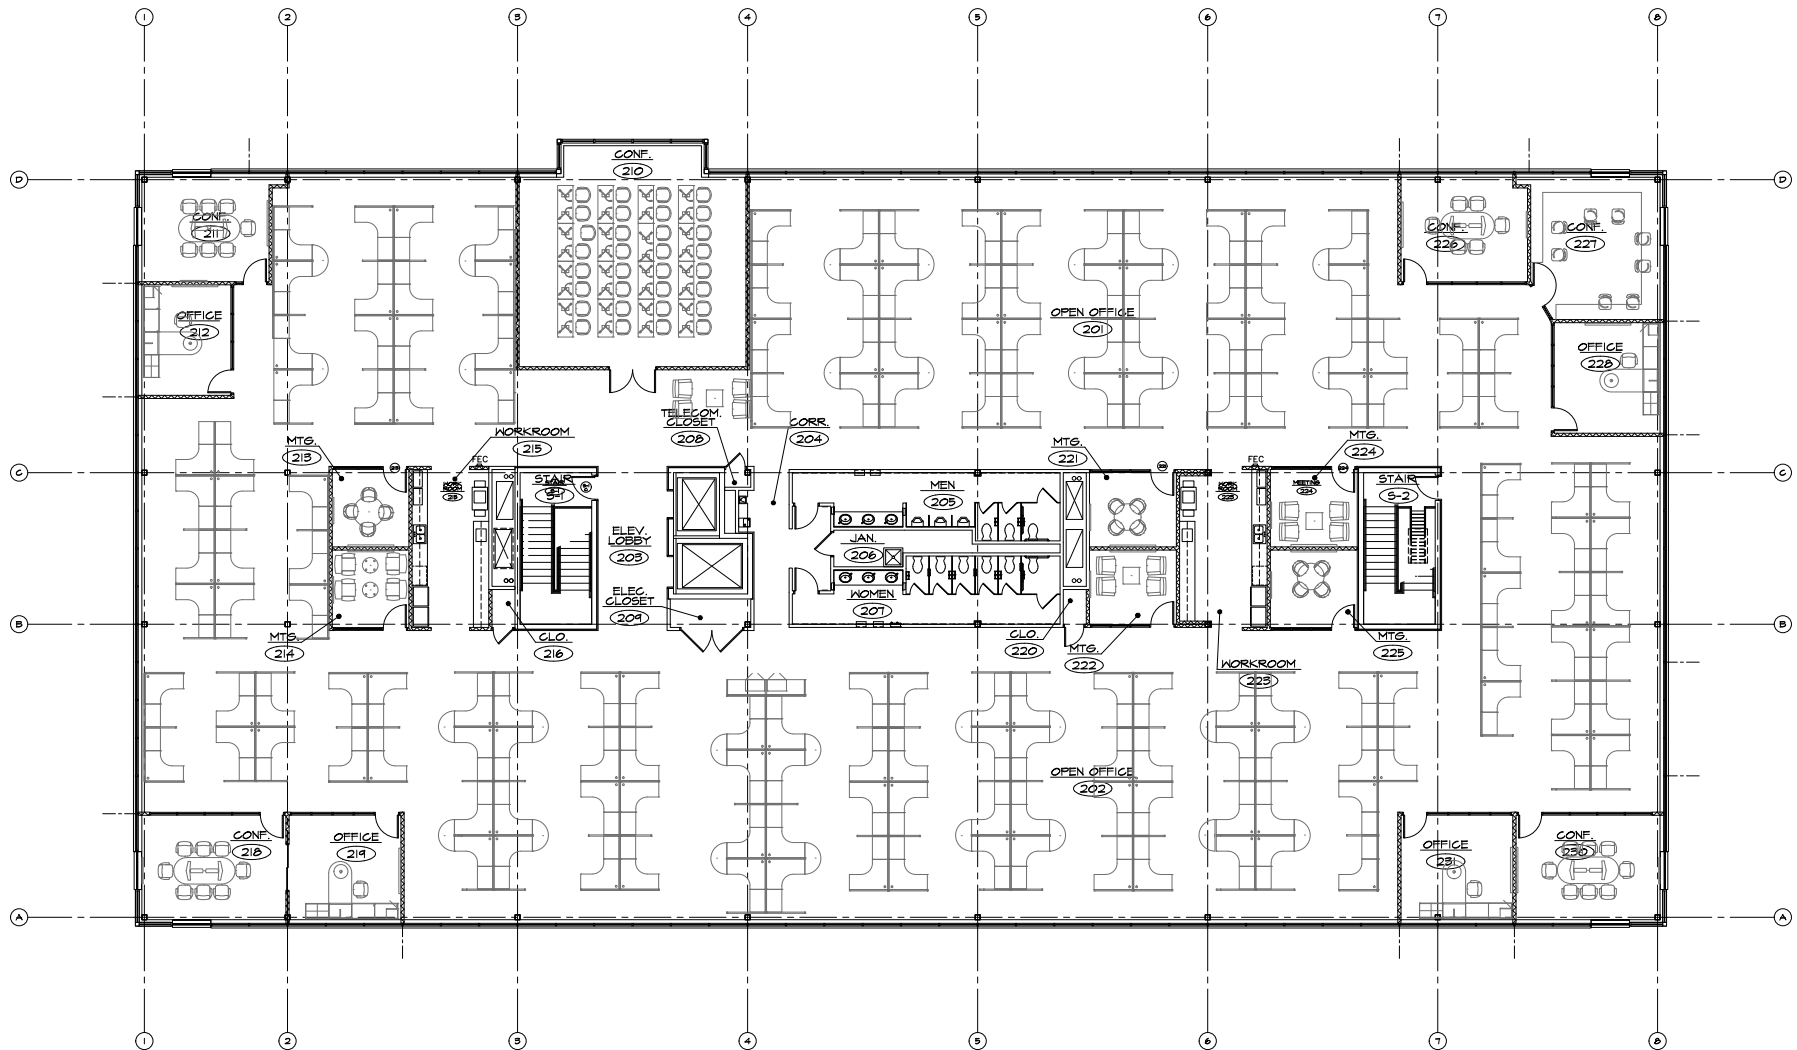 1 2 3 4 5 6 7 8
D D
CONF.
210
CONF.
211
CONF.
226
CONF.
227
OFFICE
212
OPEN OFFICE
201
OFFICE
228
TELECOM.
CLOSET
208
CORR.
204
MTG.
213
WORKROOM
215
MTG.
221
MTG.
224
FEC
FEC
C C
STAIR
S-1
MEN
205
MEETING
224
STAIR
S-2
ELEV.
LOBBY
203
JAN.
206
ELEC.
CLOSET
209
WOMEN
207
B B
MTG.
214
CLO.
216
CLO.
220
MTG.
222
WORKROOM
223
MTG.
225
OPEN OFFICE
202
CONF.
218
OFFICE
219
OFFICE
231
CONF.
230
A A
1 2 3 4 5 6 7 8